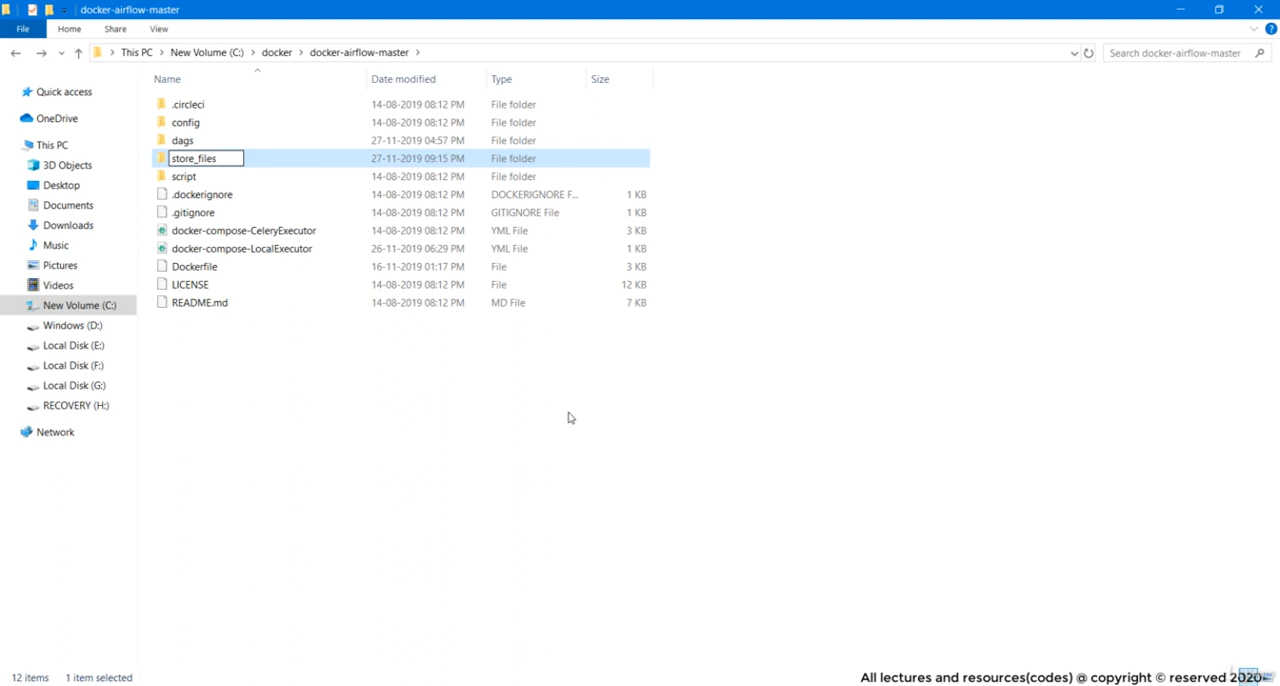 docker-airflow-master
File Home Share View
This PC New Volume (C:) docker docker-airflow-master
Search docker-airflow-master
Quick access
OneDrive
This PC
3D Objects
Desktop
Documents
Downloads
Music
Pictures
Videos
New Volume (C:)
Windows (D:)
Local Disk (E:)
Local Disk (F:)
Local Disk (G:)
RECOVERY (H:)
Network
Name Date modified Type Size
.circleci 14-08-2019 08:12 PM File folder
config 14-08-2019 08:12 PM File folder
dags 27-11-2019 04:57 PM File folder
store_files 27-11-2019 09:15 PM File folder
script 14-08-2019 08:12 PM File folder
.dockerignore 14-08-2019 08:12 PM DOCKERIGNORE F... 1 KB
.gitignore 14-08-2019 08:12 PM GITIGNORE File 1 KB
docker-compose-CeleryExecutor 14-08-2019 08:12 PM YML File 3 KB
docker-compose-LocalExecutor 26-11-2019 06:29 PM YML File 1 KB
Dockerfile 16-11-2019 01:17 PM File 3 KB
LICENSE 14-08-2019 08:12 PM File 12 KB
README.md 14-08-2019 08:12 PM MD File 7 KB
12 items 1 item selected
All lectures and resources(codes) @ copyright © reserved 2020